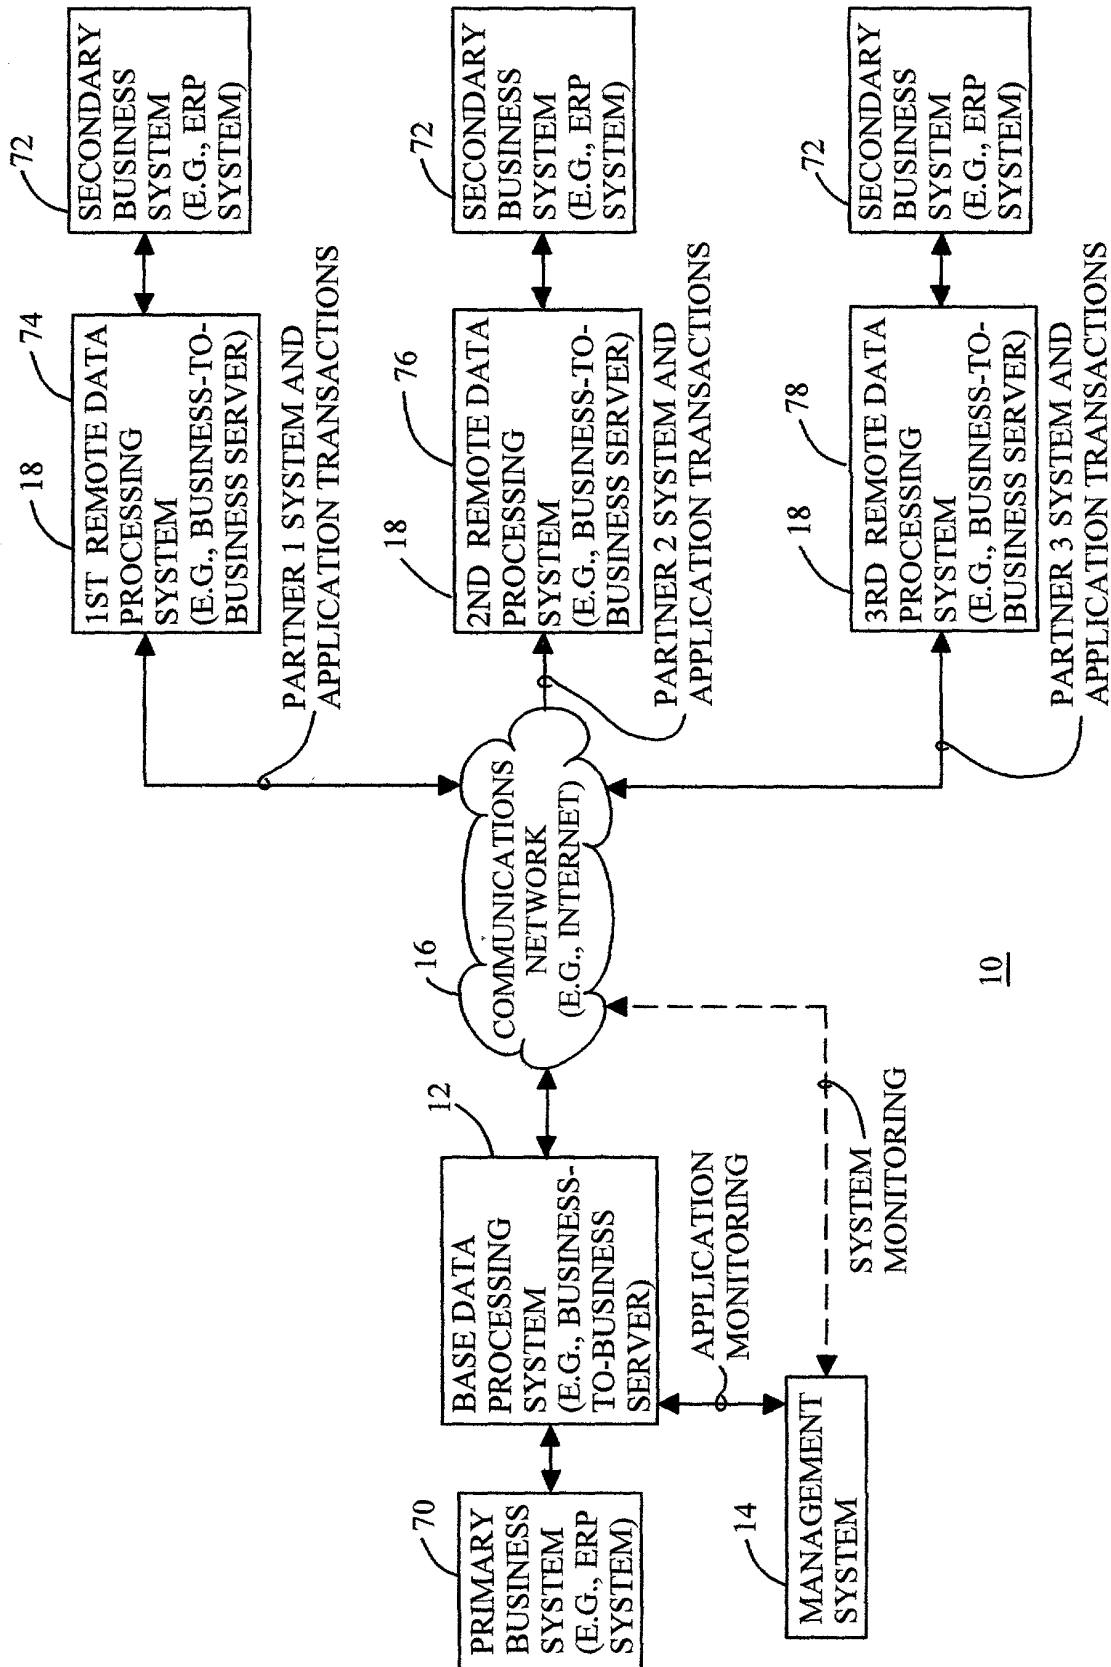 70
PRIMARY
BUSINESS
SYSTEM
(E.G., ERP
SYSTEM)
12
BASE DATA
PROCESSING
SYSTEM
(E.G., BUSINESS-
TO-BUSINESS
SERVER)
14
MANAGEMENT
SYSTEM
APPLICATION
MONITORING
SYSTEM
MONITORING
16
COMMUNICATIONS
NETWORK
(E.G., INTERNET)
10
PARTNER 1 SYSTEM AND
APPLICATION TRANSACTIONS
18
74
1ST REMOTE DATA
PROCESSING
SYSTEM
(E.G., BUSINESS-TO-
BUSINESS SERVER)
72
SECONDARY
BUSINESS
SYSTEM
(E.G., ERP
SYSTEM)
PARTNER 2 SYSTEM AND
APPLICATION TRANSACTIONS
18
76
2ND REMOTE DATA
PROCESSING
SYSTEM
(E.G., BUSINESS-TO-
BUSINESS SERVER)
72
SECONDARY
BUSINESS
SYSTEM
(E.G., ERP
SYSTEM)
PARTNER 3 SYSTEM AND
APPLICATION TRANSACTIONS
18
78
3RD REMOTE DATA
PROCESSING
SYSTEM
(E.G., BUSINESS-TO-
BUSINESS SERVER)
72
SECONDARY
BUSINESS
SYSTEM
(E.G., ERP
SYSTEM)